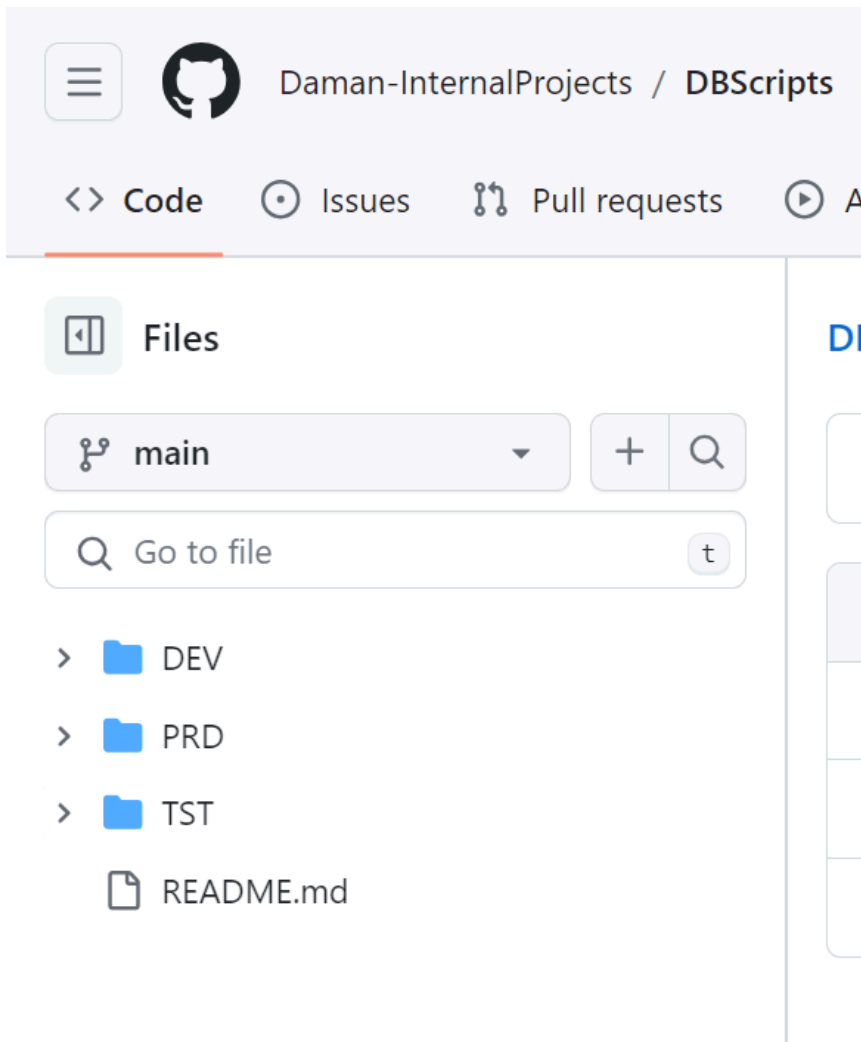 Daman-InternalProjects / DBScripts
<> Code Issues Pull requests
Files
main
Go to file t
DEV
PRD
TST
README.md